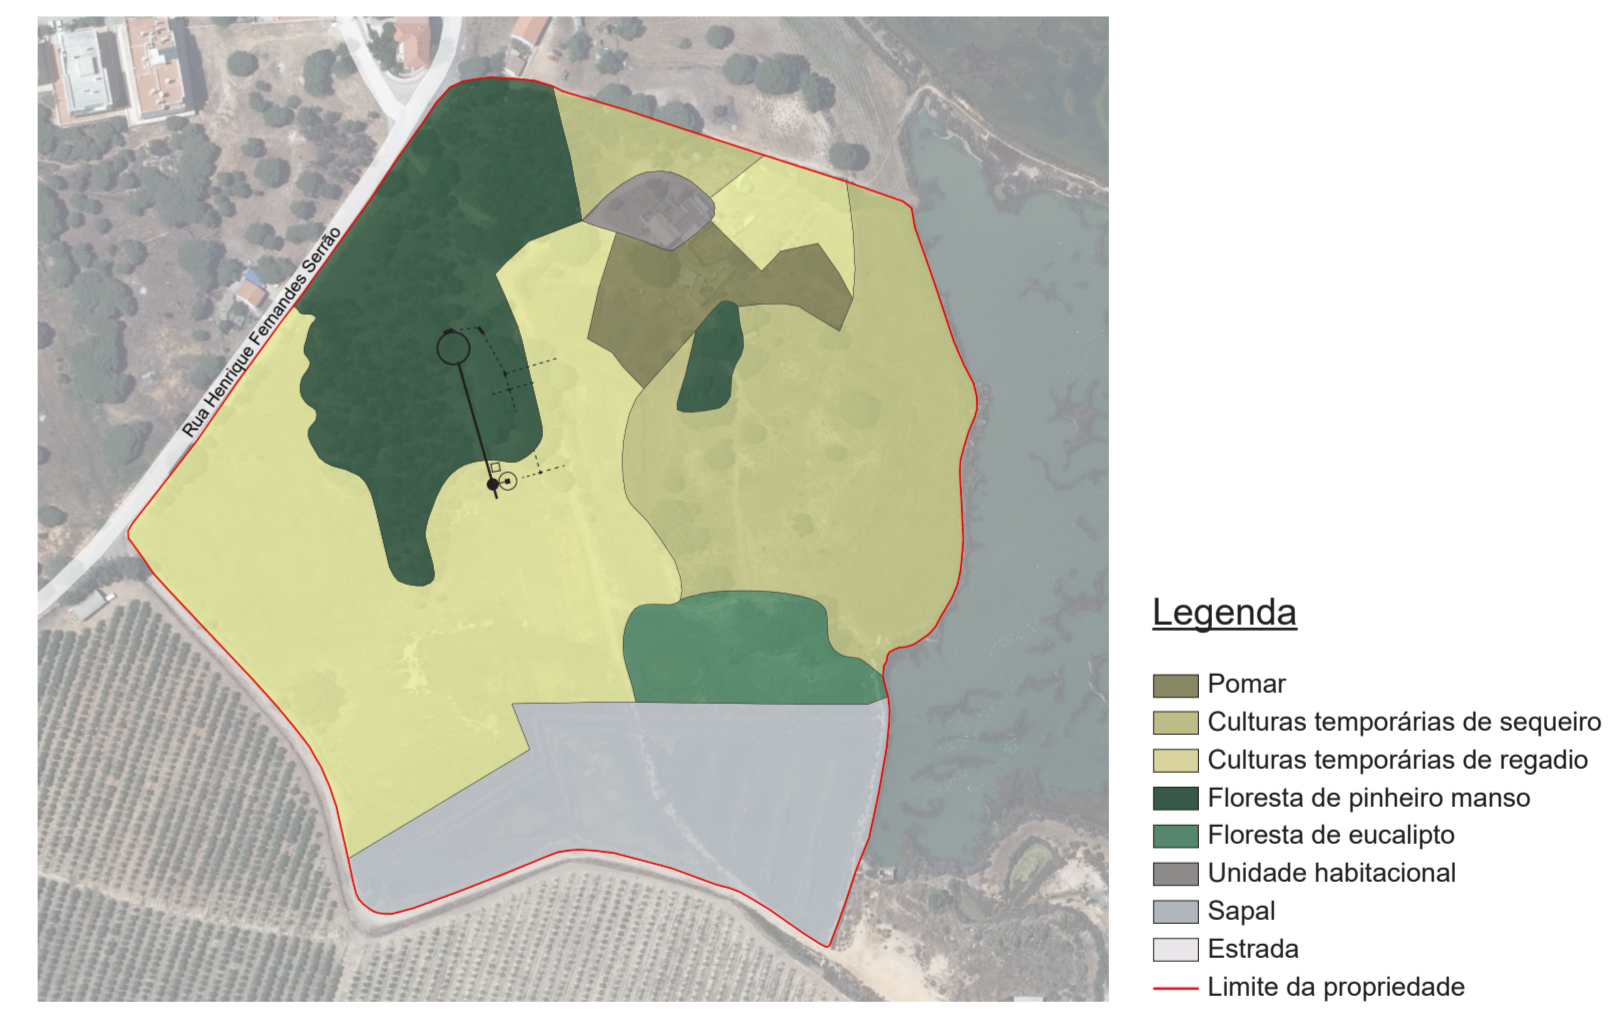 Rua Henrique Fernandes Serrão
Legenda
Pomar
Culturas temporárias de sequeiro
Culturas temporárias de regadio
Floresta de pinheiro manso
Floresta de eucalipto
Unidade habitacional
Sapal
Estrada
Limite da propriedade